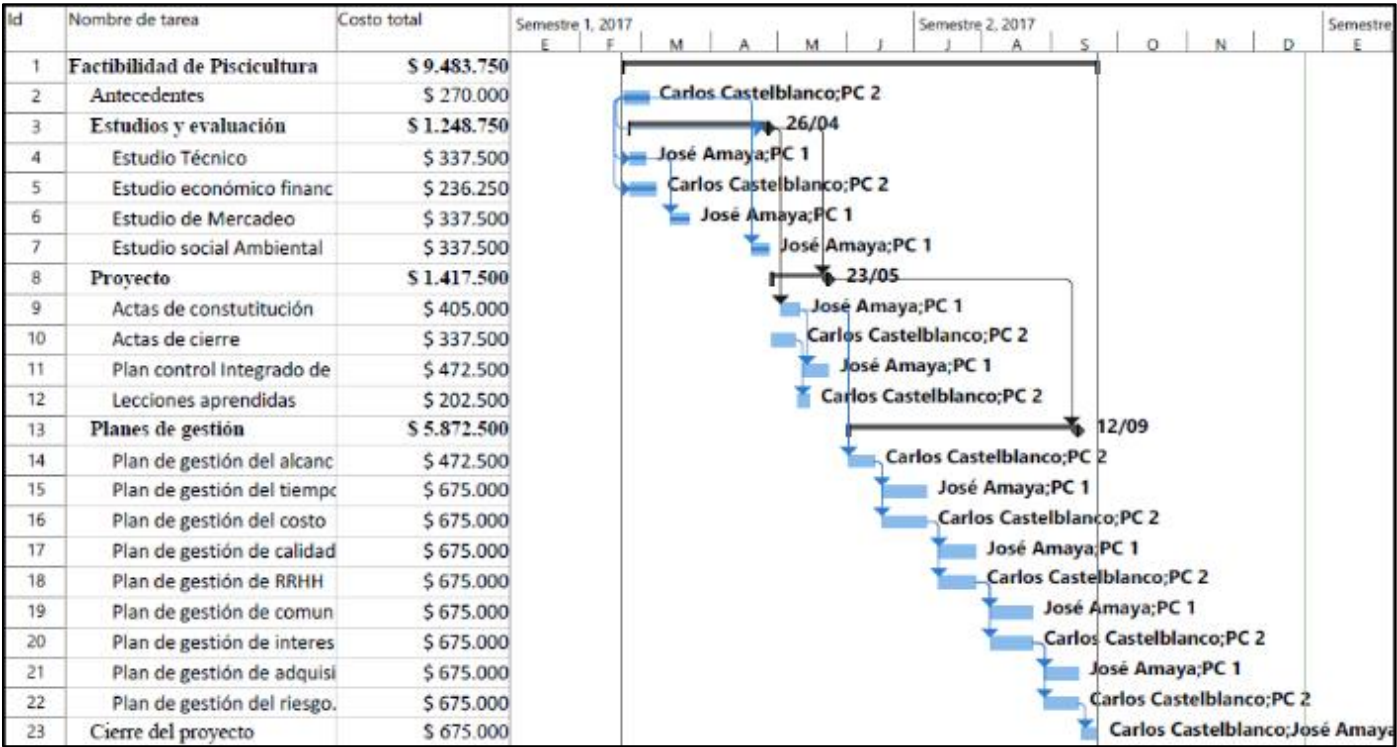 Id Nombre de tarea Costo total Semestre 1, 2017 Semestre 2, 2017 Semestre
E F M A M J J A S O N D E
1 Factibilidad de Piscicultura $ 9.483.750
2 Antecedentes $ 270.000 Carlos Castelblanco;PC 2
3 Estudios y evaluación $ 1.248.750 26/04
4 Estudio Técnico $ 337.500 José Amaya;PC 1
5 Estudio económico financ $ 236.250 Carlos Castelblanco;PC 2
6 Estudio de Mercadeo $ 337.500 José Amaya;PC 1
7 Estudio social Ambiental $ 337.500 José Amaya;PC 1
8 Proyecto $ 1.417.500 23/05
9 Actas de constutitución $ 405.000 José Amaya;PC 1
10 Actas de cierre $ 337.500 Carlos Castelblanco;PC 2
11 Plan control Integrado de $ 472.500 José Amaya;PC 1
12 Lecciones aprendidas $ 202.500 Carlos Castelblanco;PC 2
13 Planes de gestión $ 5.872.500 12/09
14 Plan de gestión del alcanc $ 472.500 Carlos Castelblanco;PC 2
15 Plan de gestión del tiempo $ 675.000 José Amaya;PC 1
16 Plan de gestión del costo $ 675.000 Carlos Castelblanco;PC 2
17 Plan de gestión de calidad $ 675.000 José Amaya;PC 1
18 Plan de gestión de RRHH $ 675.000 Carlos Castelblanco;PC 2
19 Plan de gestión de comun $ 675.000 José Amaya;PC 1
20 Plan de gestión de interes $ 675.000 Carlos Castelblanco;PC 2
21 Plan de gestión de adquisi $ 675.000 José Amaya;PC 1
22 Plan de gestión del riesgo. $ 675.000 Carlos Castelblanco;PC 2
23 Cierre del proyecto $ 675.000 Carlos Castelblanco;José Amaya